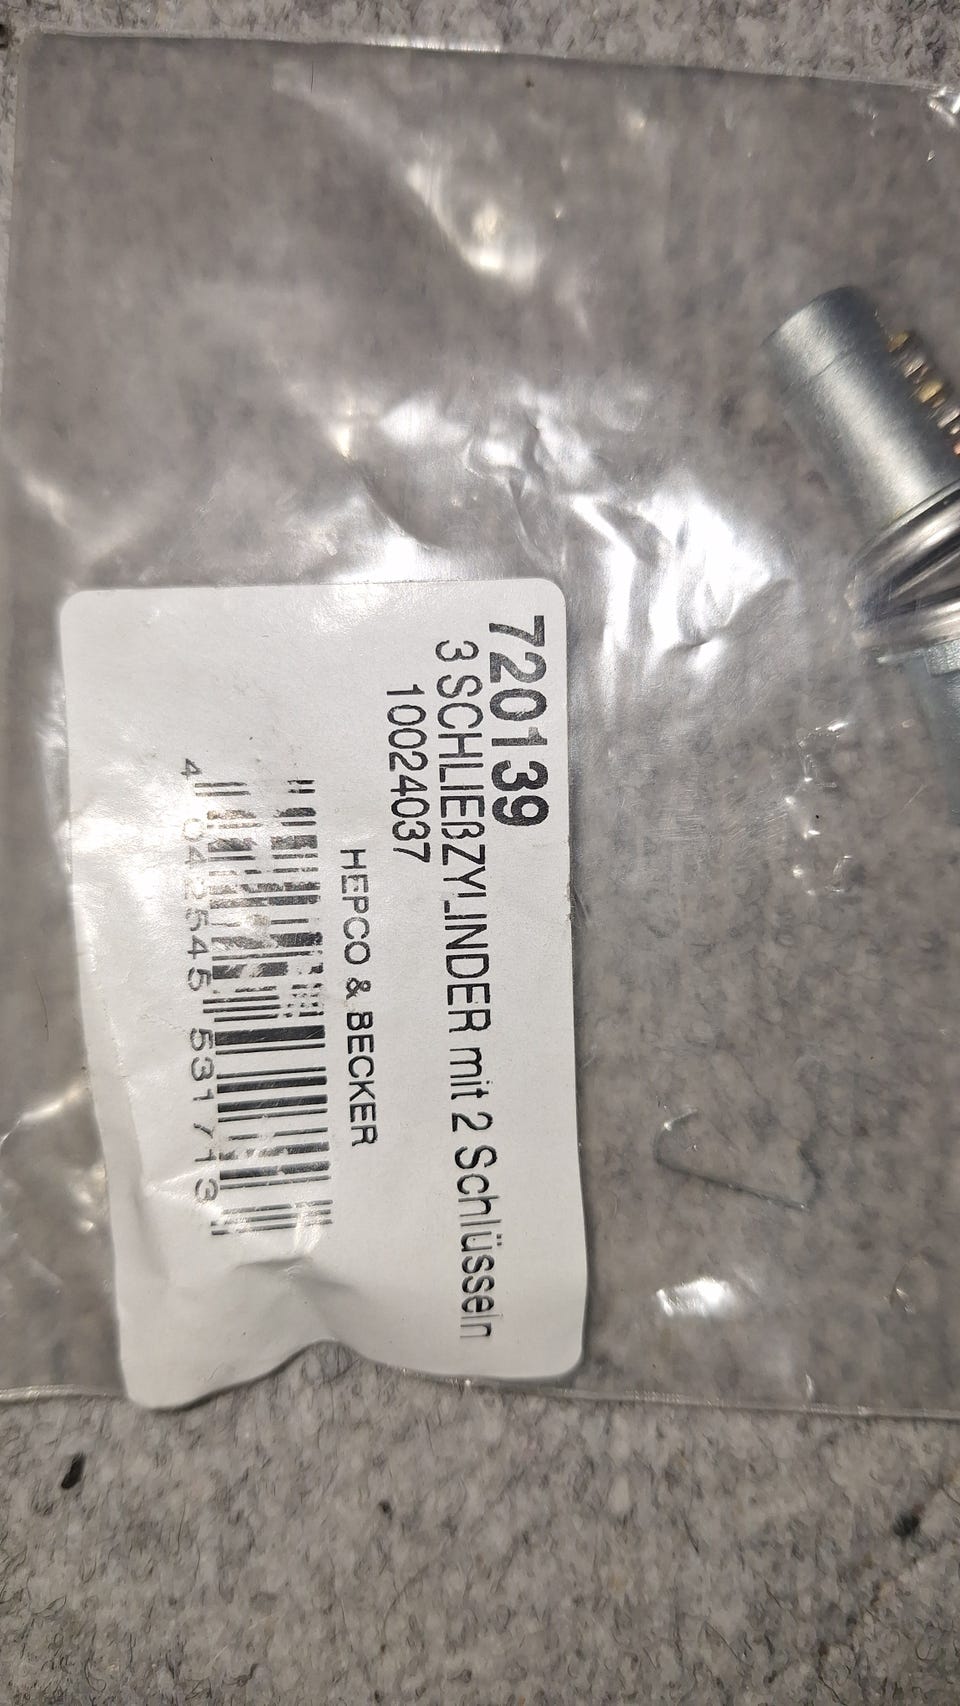 720139
3 SCHLIEßZYLINDER mit 2 Schlüsseln
10024037
HEPCO & BECKER
4 042545 531713